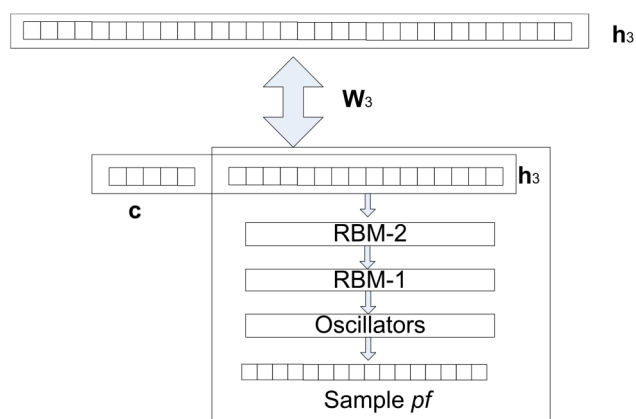 h3
W3
h3
c
RBM-2
RBM-1
Oscillators
Sample pf